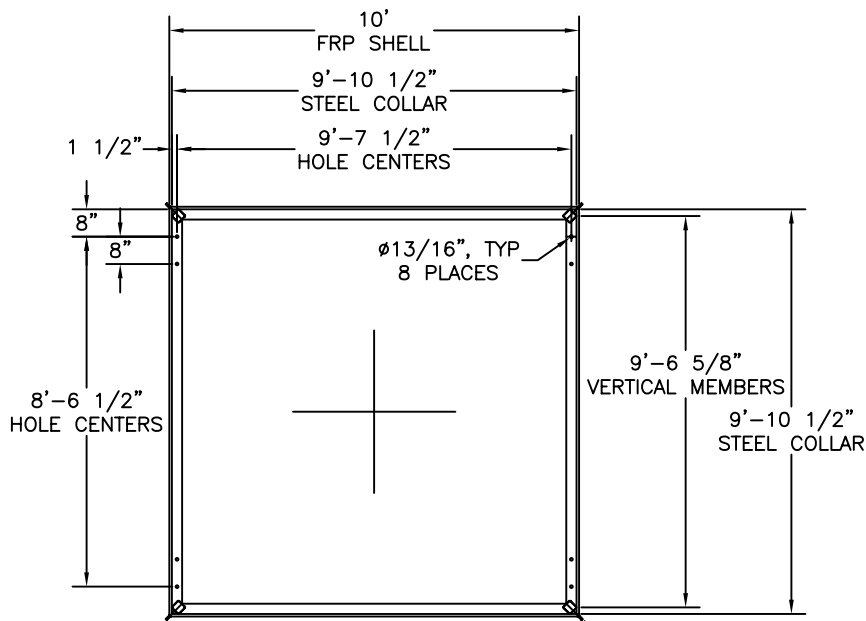 10'
FRP SHELL
9'–10 1/2"
STEEL COLLAR
1 1/2"
9'–7 1/2"
HOLE CENTERS
8"
8"
ø13/16", TYP
8 PLACES
8'–6 1/2"
HOLE CENTERS
9'–6 5/8"
VERTICAL MEMBERS
9'–10 1/2"
STEEL COLLAR